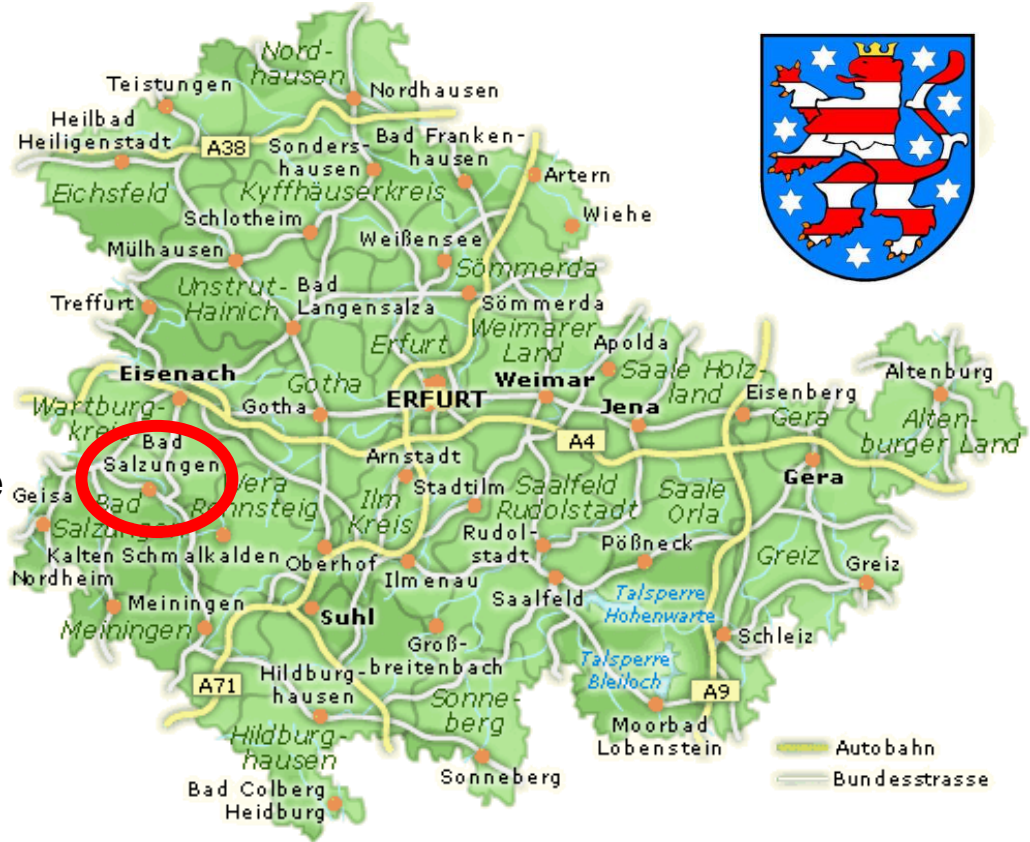 Nord-
hausen
Teistungen
Nordhausen
Heilbad
Heiligenstadt
A38
Sonders-
hausen
Bad Franken-
hausen
Artern
Eichsfeld
Kyffhäuserkreis
Wiehe
Schlotheim
Weißensee
Mülhausen
Sömmerda
Unstrut-
Hainich
Bad
Langensalza
Sömmerda
Treffurt
Weimarer
Land
Erfurt
Apolda
Eisenach
Gotha
Weimar
Saale Holz-
land
Altenburg
Wartburg-
kreis
Gotha
ERFURT
Jena
Eisenberg
Gera
Alten-
burger Land
Bad
Salzungen
Arnstadt
A4
Gera
e
Geisa
Bad
Salzungen
Wera
Rennsteig
Ilm
Kreis
Stadtilm
Saalfeld
Rudolstadt
Saale
Orla
Kalten
Nordheim
Schmalkalden
Oberhof
Ilmenau
Rudol-
stadt
Pößneck
Greiz
Greiz
Meiningen
Meiningen
Suhl
Saalfeld
Talsperre
Hohenwarte
Groß-
breitenbach
Schleiz
A71
Hildburg-
hausen
Talsperre
Bleiloch
A9
Sonne-
berg
Hildburg-
hausen
Moorbad
Lobenstein
Autobahn
Bundesstrasse
Sonneberg
Bad Colberg
Heidburg